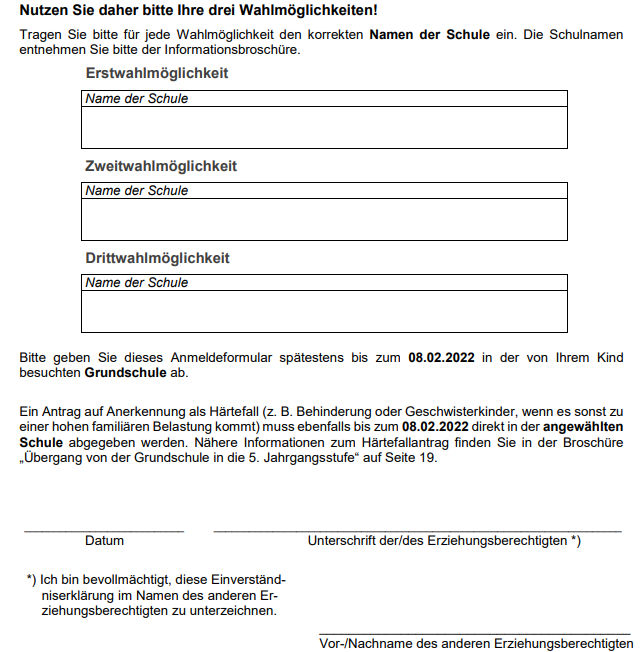 Nutzen Sie daher bitte Ihre drei Wahlmöglichkeiten!
Tragen Sie bitte für jede Wahlmöglichkeit den korrekten Namen der Schule ein. Die Schulnamen
entnehmen Sie bitte der Informationsbroschüre.
Erstwahlmöglichkeit
Name der Schule
Zweitwahlmöglichkeit
Name der Schule
Drittwahlmöglichkeit
Name der Schule
Bitte geben Sie dieses Anmeldeformular spätestens bis zum 08.02.2022 in der von Ihrem Kind
besuchten Grundschule ab.
Ein Antrag auf Anerkennung als Härtefall (z. B. Behinderung oder Geschwisterkinder, wenn es sonst zu
einer hohen familiären Belastung kommt) muss ebenfalls bis zum 08.02.2022 direkt in der angewählten
Schule abgegeben werden. Nähere Informationen zum Härtefallantrag finden Sie in der Broschüre
„Übergang von der Grundschule in die 5. Jahrgangsstufe“ auf Seite 19.
Datum Unterschrift der/des Erziehungsberechtigten *)
*) Ich bin bevollmächtigt, diese Einverständ-
niserklärung im Namen des anderen Er-
ziehungsberechtigten zu unterzeichnen.
Vor-/Nachname des anderen Erziehungsberechtigten